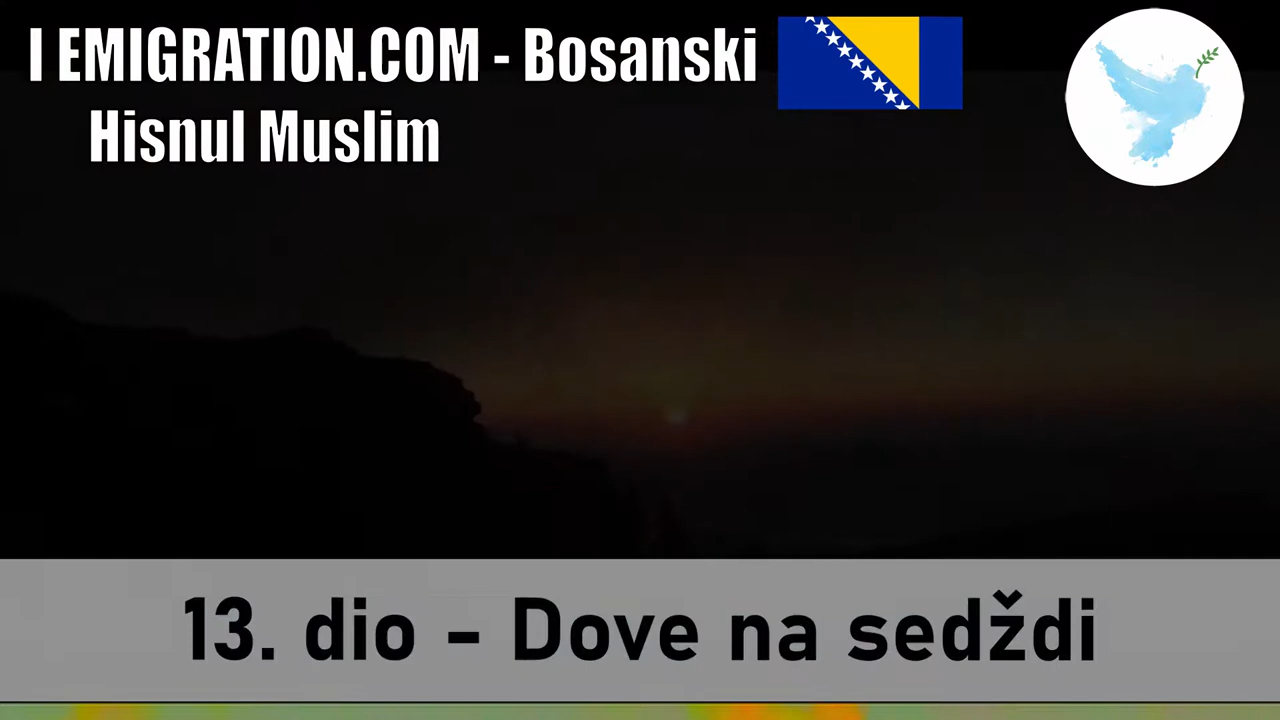 I EMIGRATION.COM - Bosanski
Hisnul Muslim
13. dio - Dove na sedždi